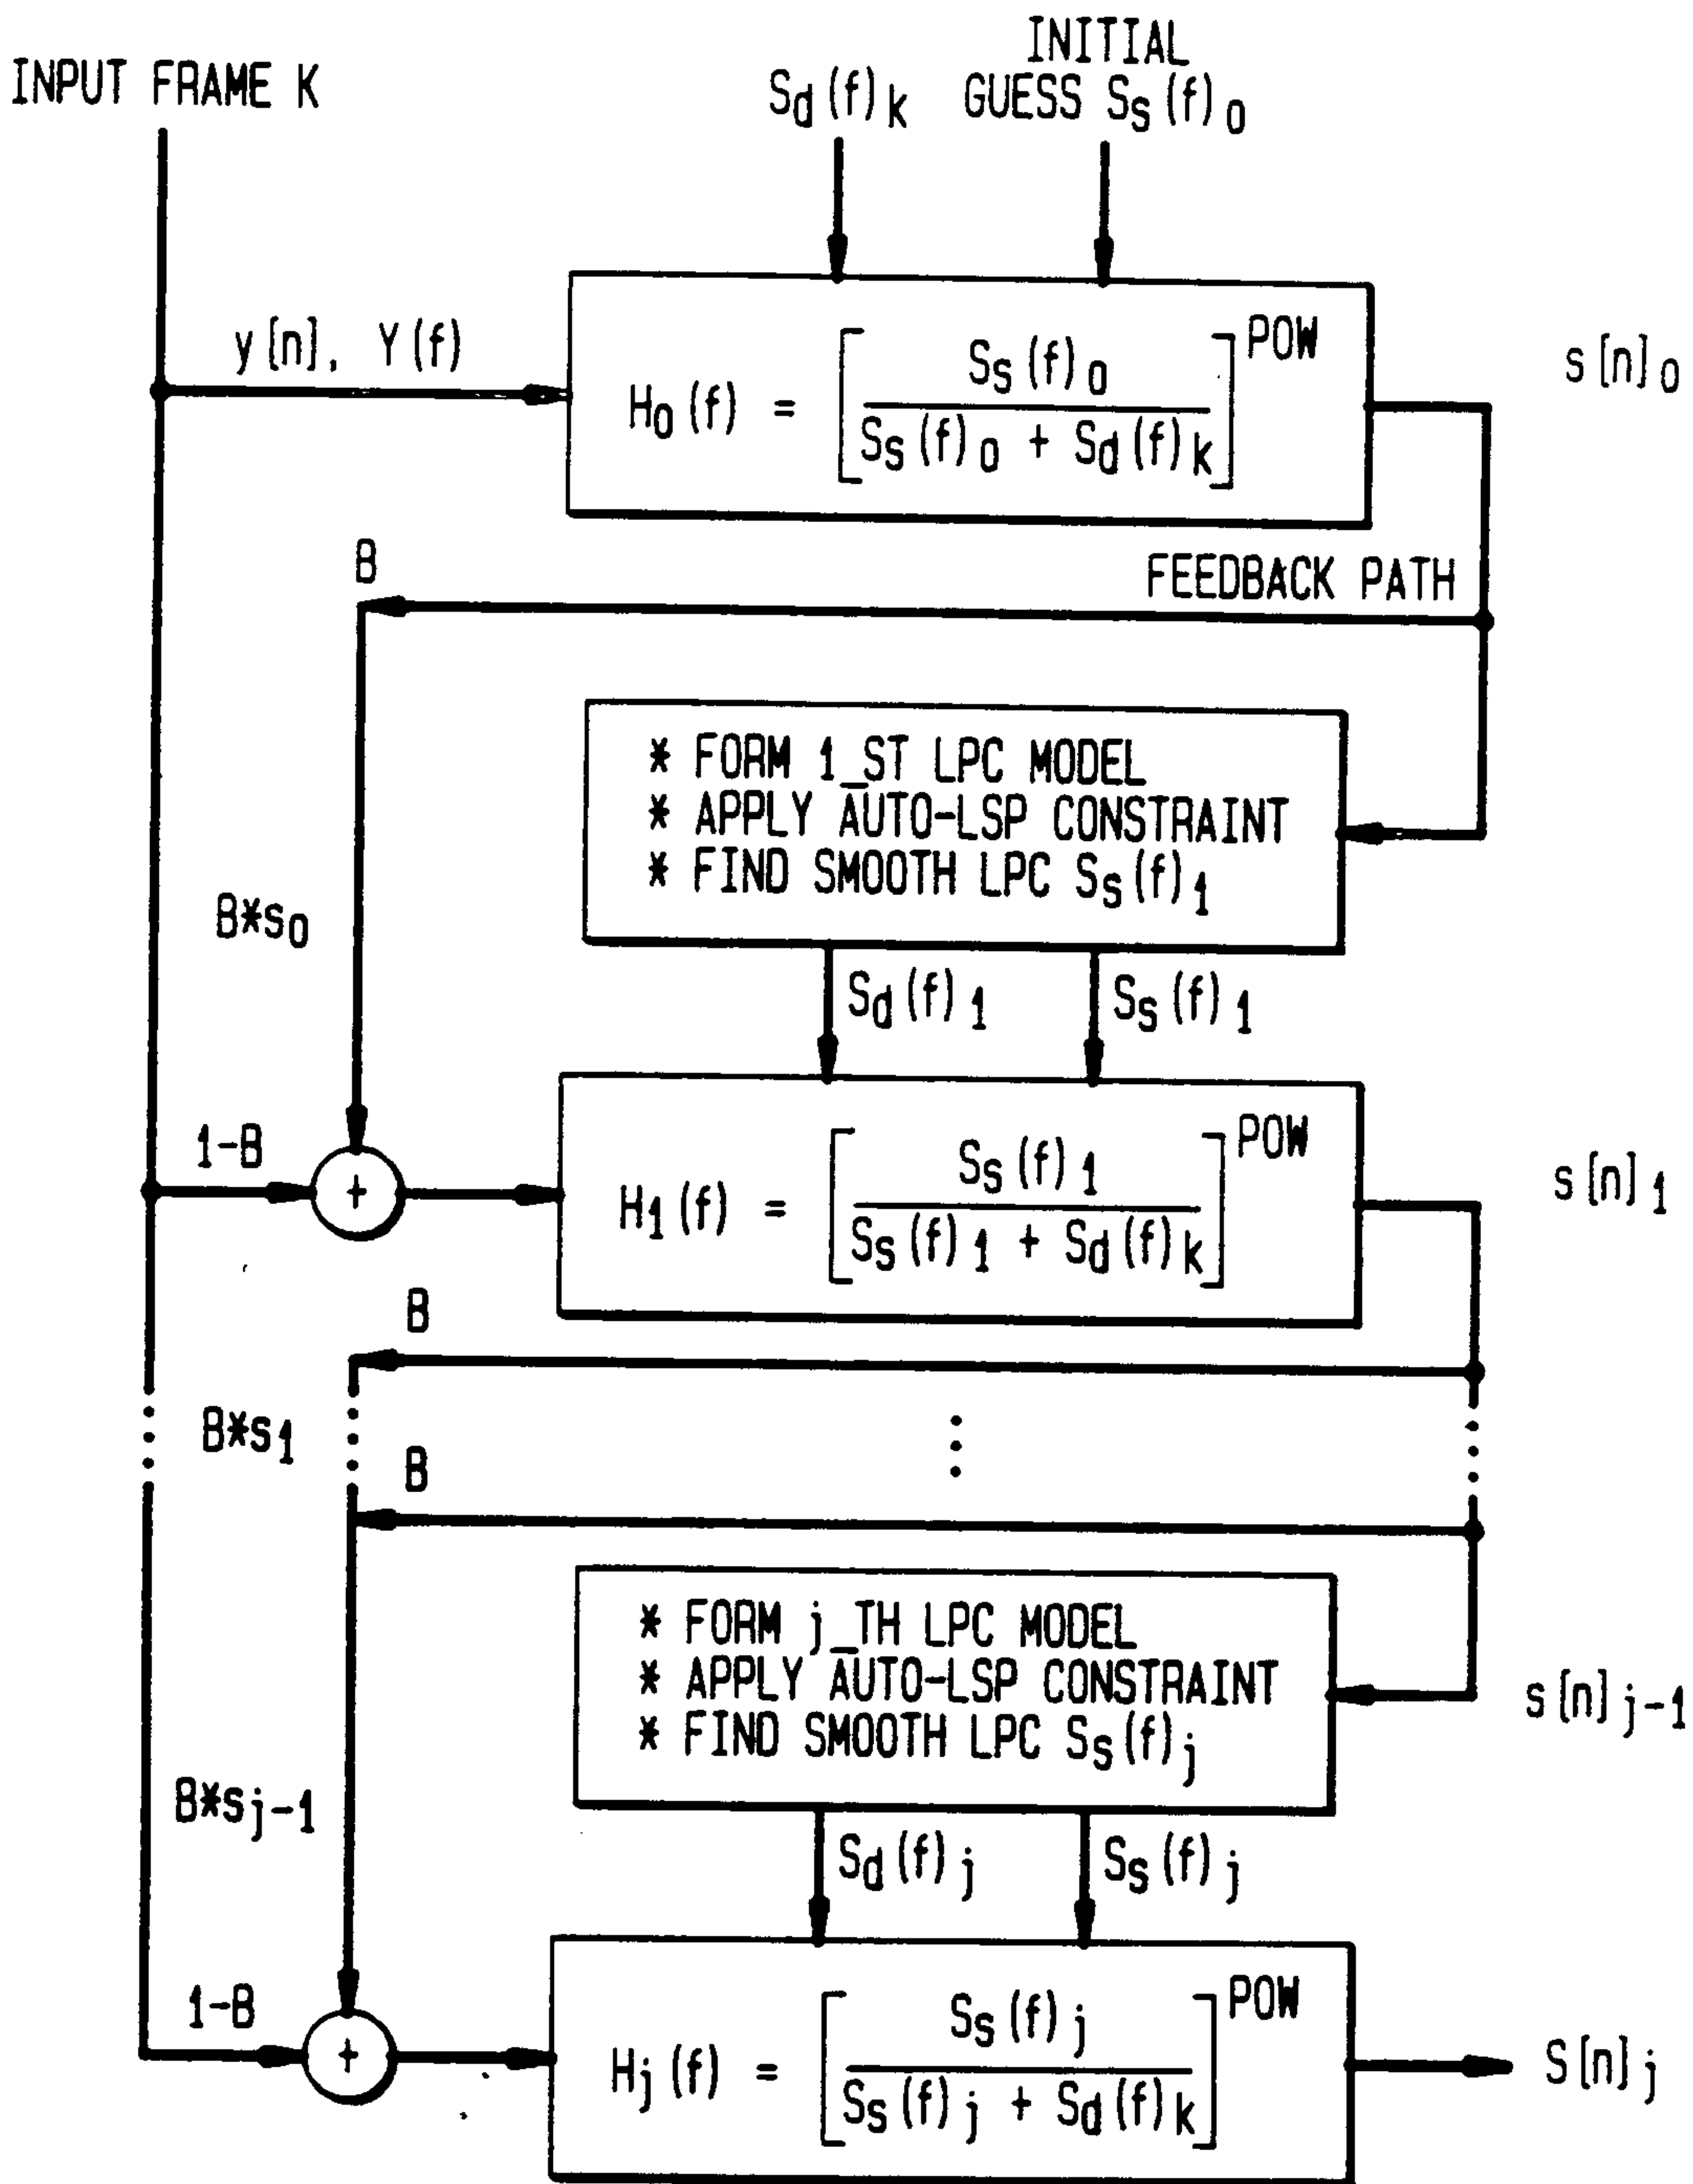 INPUT FRAME K
Sd(f)k
INITIAL
GUESS Ss(f)0
y[n], Y(f)
H0(f) = [Ss(f)0 / Ss(f)0 + Sd(f)k]POW
s[n]0
B
FEEDBACK PATH
* FORM 1_ST LPC MODEL
* APPLY AUTO-LSP CONSTRAINT
* FIND SMOOTH LPC Ss(f)1
B*s0
Sd(f)1
Ss(f)1
1-B
+
H1(f) = [Ss(f)1 / Ss(f)1 + Sd(f)k]POW
s[n]1
B
B*s1
B
* FORM j_TH LPC MODEL
* APPLY AUTO-LSP CONSTRAINT
* FIND SMOOTH LPC Ss(f)j
s[n]j-1
B*sj-1
Sd(f)j
Ss(f)j
1-B
+
Hj(f) = [Ss(f)j / Ss(f)j + Sd(f)k]POW
S[n]j